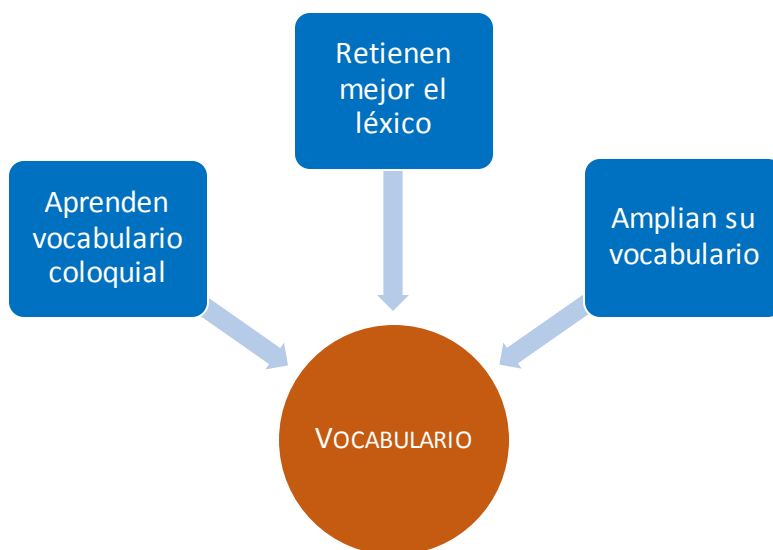 Retienen
mejor el
léxico
Aprenden
vocabulario
coloquial
Amplian su
vocabulario
VOCABULARIO